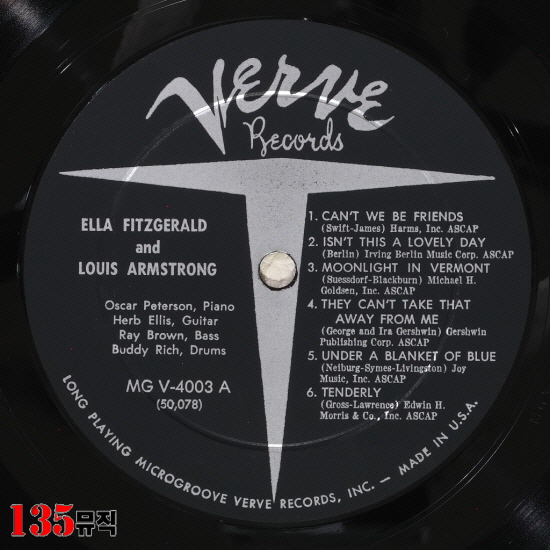 Verve
Records
ELLA FITZGERALD
and
LOUIS ARMSTRONG
Oscar Peterson, Piano
Herb Ellis, Guitar
Ray Brown, Bass
Buddy Rich, Drums
MG V-4003 A
(50,078)
1. CAN'T WE BE FRIENDS
(Swift-James) Harms, Inc. ASCAP
2. ISN'T THIS A LOVELY DAY
(Berlin) Irving Berlin Music Corp. ASCAP
3. MOONLIGHT IN VERMONT
(Suessdorf-Blackburn) Michael H.
Goldsen, Inc. ASCAP
4. THEY CAN'T TAKE THAT
AWAY FROM ME
(George and Ira Gershwin) Gershwin
Publishing Corp. ASCAP
5. UNDER A BLANKET OF BLUE
(Neiburg-Symes-Livingston) Joy
Music, Inc. ASCAP
6. TENDERLY
(Gross-Lawrence) Edwin H.
Morris & Co., Inc. ASCAP
LONG PLAYING MICROGROOVE VERVE RECORDS, INC. — MADE IN U.S.A.
135뮤직